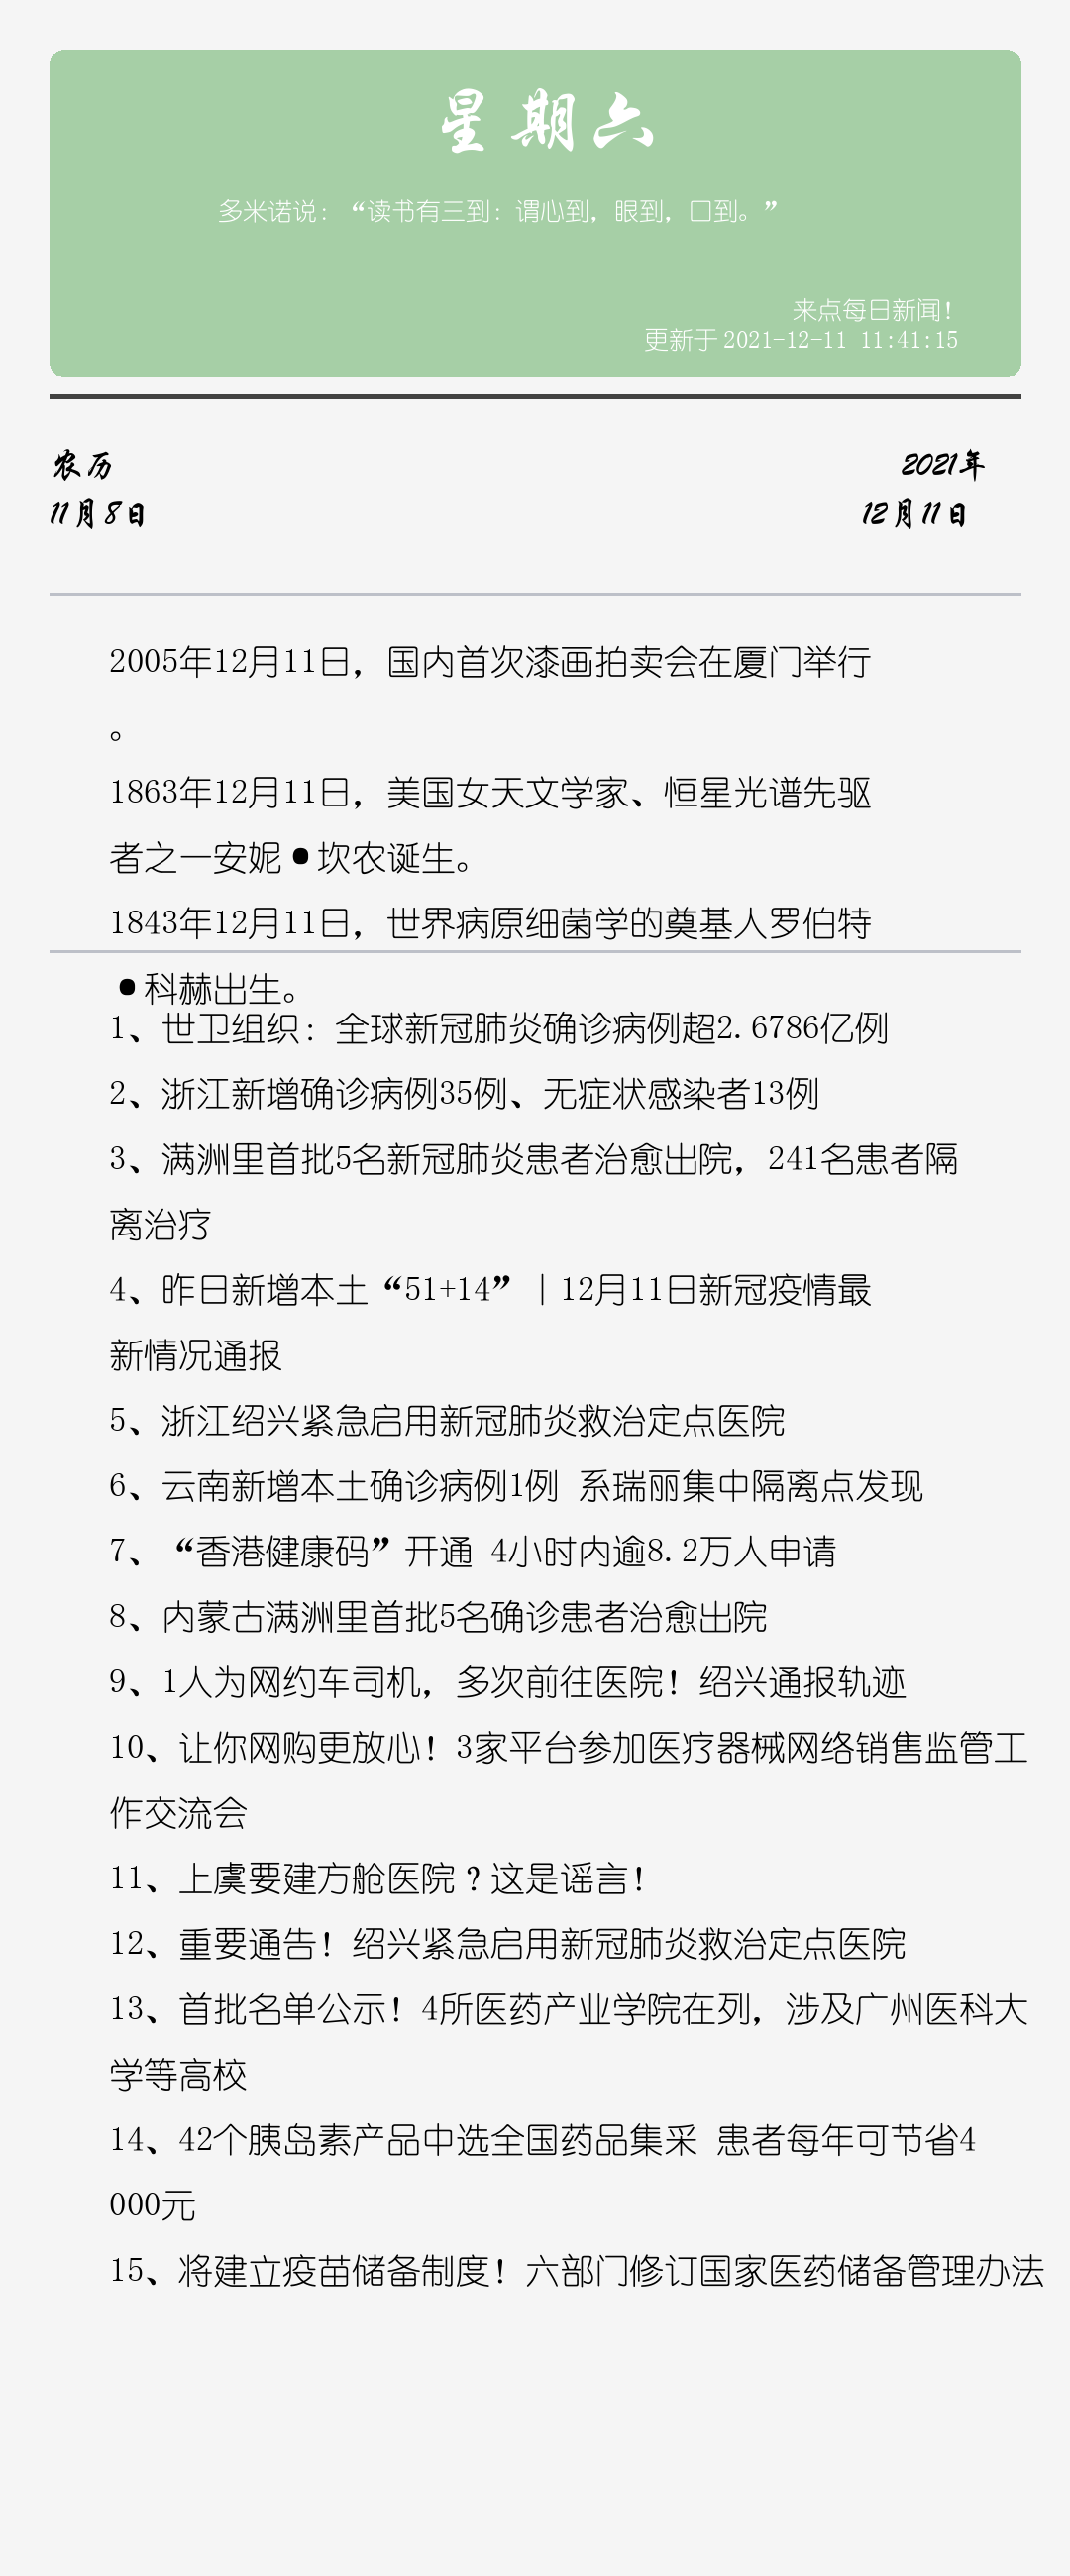 星期六
多米诺说：“读书有三到：谓心到，眼到，口到。”
来点每日新闻！
更新于 2021-12-11 11:41:15
农历
2021年
11月8日
12月11日
2005年12月11日，国内首次漆画拍卖会在厦门举行
。
1863年12月11日，美国女天文学家、恒星光谱先驱
者之一安妮•坎农诞生。
1843年12月11日，世界病原细菌学的奠基人罗伯特
•科赫出生。
1、世卫组织：全球新冠肺炎确诊病例超2.6786亿例
2、浙江新增确诊病例35例、无症状感染者13例
3、满洲里首批5名新冠肺炎患者治愈出院，241名患者隔
离治疗
4、昨日新增本土“51+14”｜12月11日新冠疫情最
新情况通报
5、浙江绍兴紧急启用新冠肺炎救治定点医院
6、云南新增本土确诊病例1例 系瑞丽集中隔离点发现
7、“香港健康码”开通 4小时内逾8.2万人申请
8、内蒙古满洲里首批5名确诊患者治愈出院
9、1人为网约车司机，多次前往医院！绍兴通报轨迹
10、让你网购更放心！3家平台参加医疗器械网络销售监管工
作交流会
11、上虞要建方舱医院？这是谣言！
12、重要通告！绍兴紧急启用新冠肺炎救治定点医院
13、首批名单公示！4所医药产业学院在列，涉及广州医科大
学等高校
14、42个胰岛素产品中选全国药品集采 患者每年可节省4
000元
15、将建立疫苗储备制度！六部门修订国家医药储备管理办法